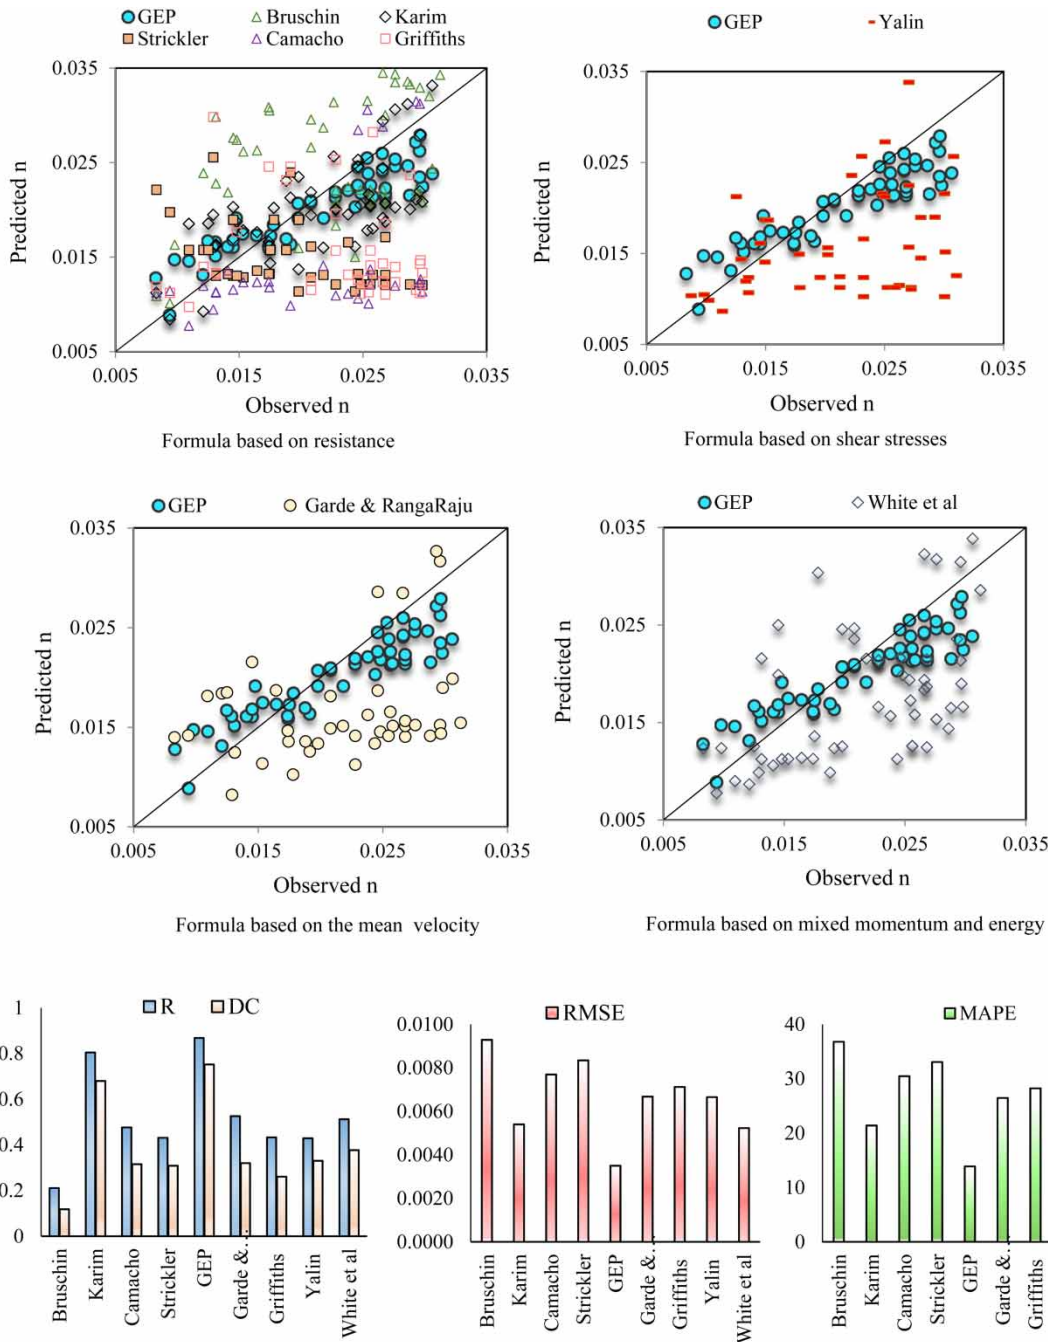 GEP Bruschin Karim
Strickler Camacho Griffiths
0.035
0.025
0.015
0.005
Predicted n
0.005 0.015 0.025 0.035
Observed n
Formula based on resistance
GEP Yalin
0.035
0.025
0.015
0.005
Predicted n
0.005 0.015 0.025 0.035
Observed n
Formula based on shear stresses
GEP Garde & RangaRaju
0.035
0.025
0.015
0.005
Predicted n
0.005 0.015 0.025 0.035
Observed n
Formula based on the mean velocity
GEP White et al
0.035
0.025
0.015
0.005
Predicted n
0.005 0.015 0.025 0.035
Observed n
Formula based on mixed momentum and energy
R DC
1
0.8
0.6
0.4
0.2
0
Bruschin
Karim
Camacho
Strickler
GEP
Garde &...
Griffiths
Yalin
White et al
RMSE
0.0100
0.0080
0.0060
0.0040
0.0020
0.0000
Bruschin
Karim
Camacho
Strickler
GEP
Garde &...
Griffiths
Yalin
White et al
MAPE
40
30
20
10
0
Bruschin
Karim
Camacho
Strickler
GEP
Garde &...
Griffiths